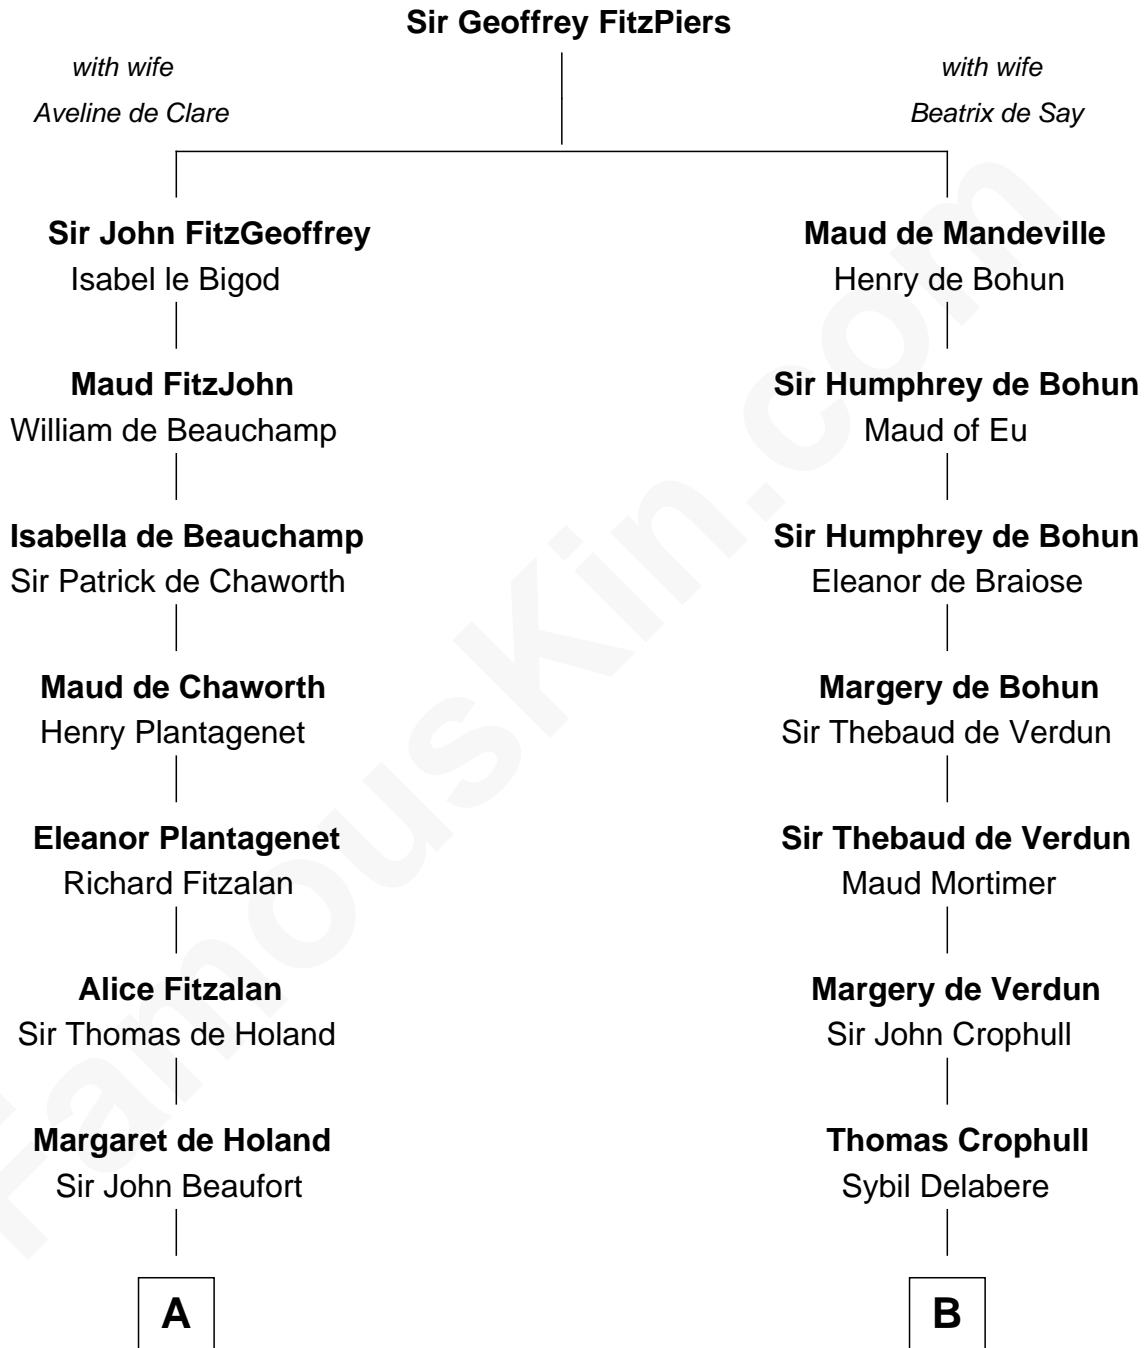 Sir Geoffrey FitzPiers
with wife
Aveline de Clare
with wife
Beatrix de Say
Sir John FitzGeoffrey
Isabel le Bigod
Maud FitzJohn
William de Beauchamp
Isabella de Beauchamp
Sir Patrick de Chaworth
Maud de Chaworth
Henry Plantagenet
Eleanor Plantagenet
Richard Fitzalan
Alice Fitzalan
Sir Thomas de Holand
Margaret de Holand
Sir John Beaufort
A
Maud de Mandeville
Henry de Bohun
Sir Humphrey de Bohun
Maud of Eu
Sir Humphrey de Bohun
Eleanor de Braiose
Margery de Bohun
Sir Thebaud de Verdun
Sir Thebaud de Verdun
Maud Mortimer
Margery de Verdun
Sir John Crophull
Thomas Crophull
Sybil Delabere
B
FamousKin.com